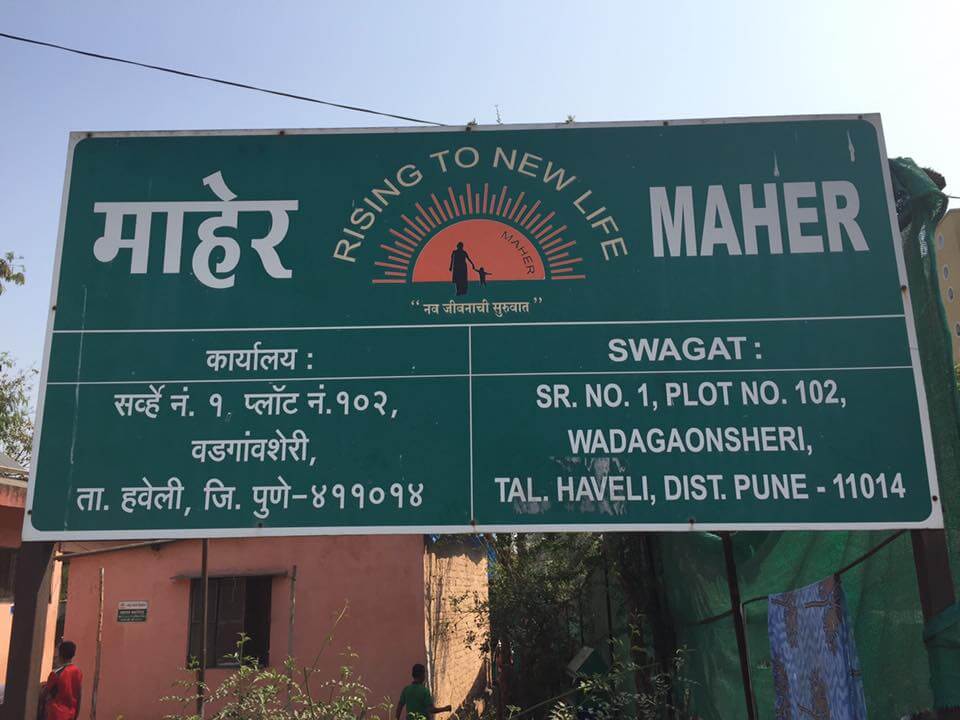 माहेर
RISING TO NEW LIFE
MAHER
"नव जीवनाची सुरुवात"
MAHER
कार्यालय :
सर्व्हे नं. १ प्लॉट नं.१०२,
वडगांवशेरी,
ता. हवेली, जि. पुणे-४११०१४
SWAGAT :
SR. NO. 1, PLOT NO. 102,
WADAGAONSHERI,
TAL. HAVELI, DIST. PUNE - 11014